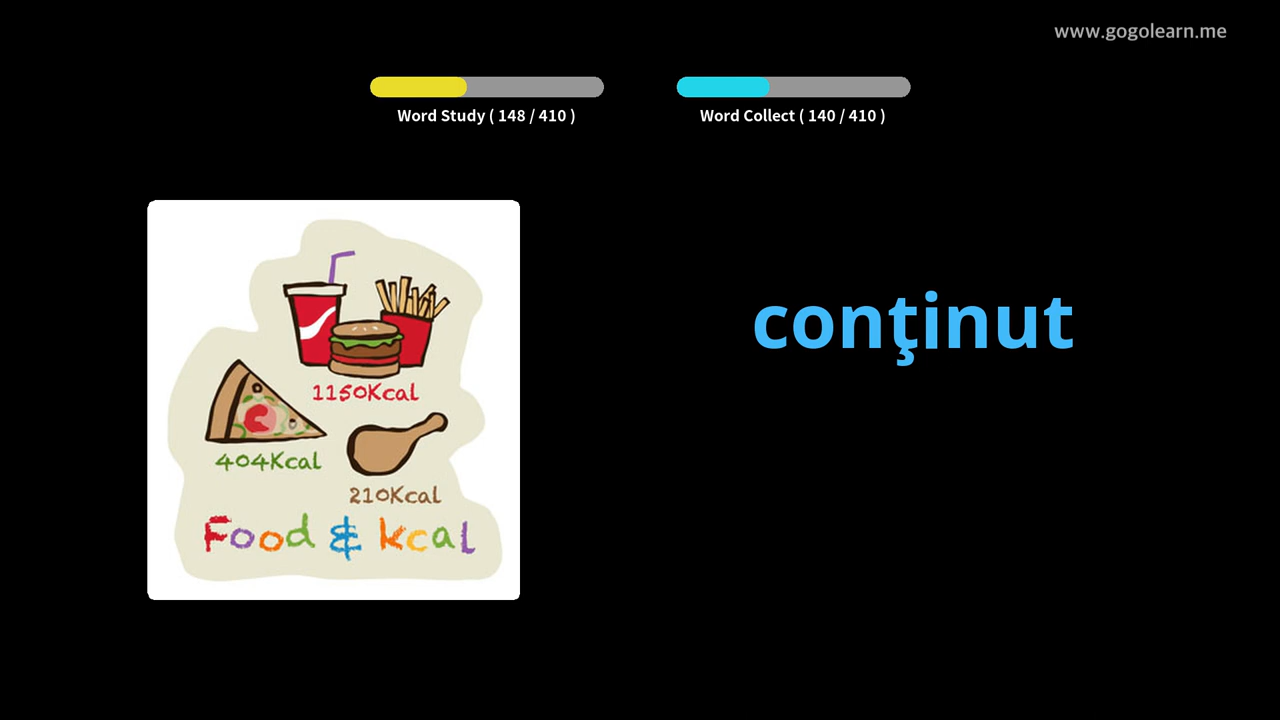 www.gogolearn.me
Word Study ( 148 / 410 )
Word Collect ( 140 / 410 )
conţinut
1150Kcal
404Kcal
210Kcal
Food & kcal